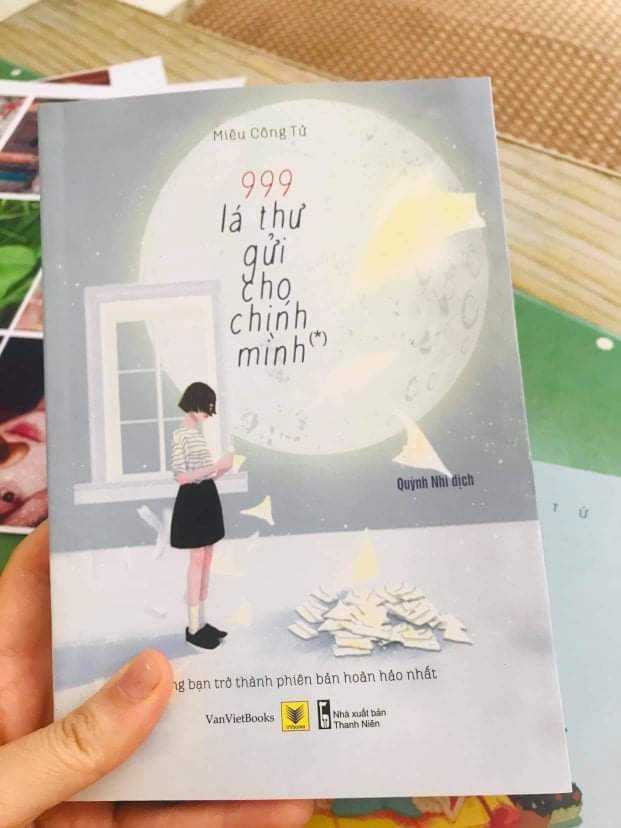 Miêu Công Tử
999
lá thư
gửi
cho
chính
mình(*)
Quỳnh Nhi dịch
bạn trở thành phiên bản hoàn hảo nhất
VanVietBooks
Nhà xuất bản
Thanh Niên
T Ử